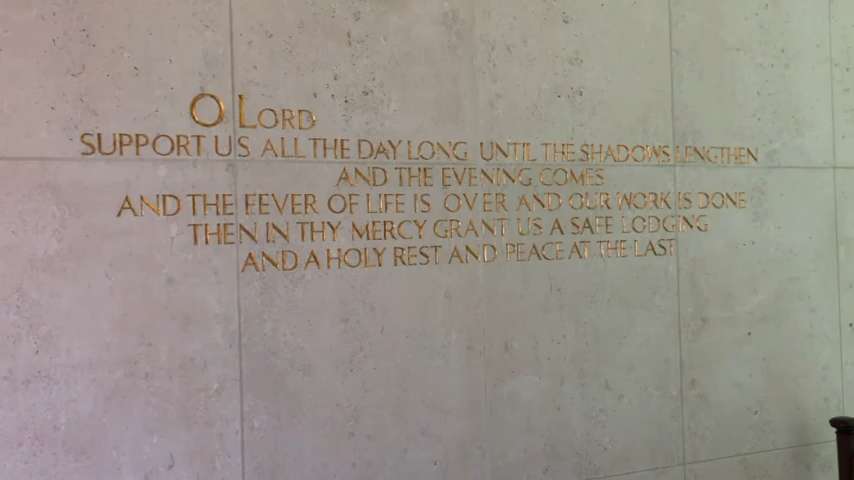 O LORD
SUPPORT US ALL THE DAY LONG UNTIL THE SHADOWS LENGTHEN
AND THE EVENING COMES
AND THE FEVER OF LIFE IS OVER AND OUR WORK IS DONE
THEN IN THY MERCY GRANT US A SAFE LODGING
AND A HOLY REST AND PEACE AT THE LAST